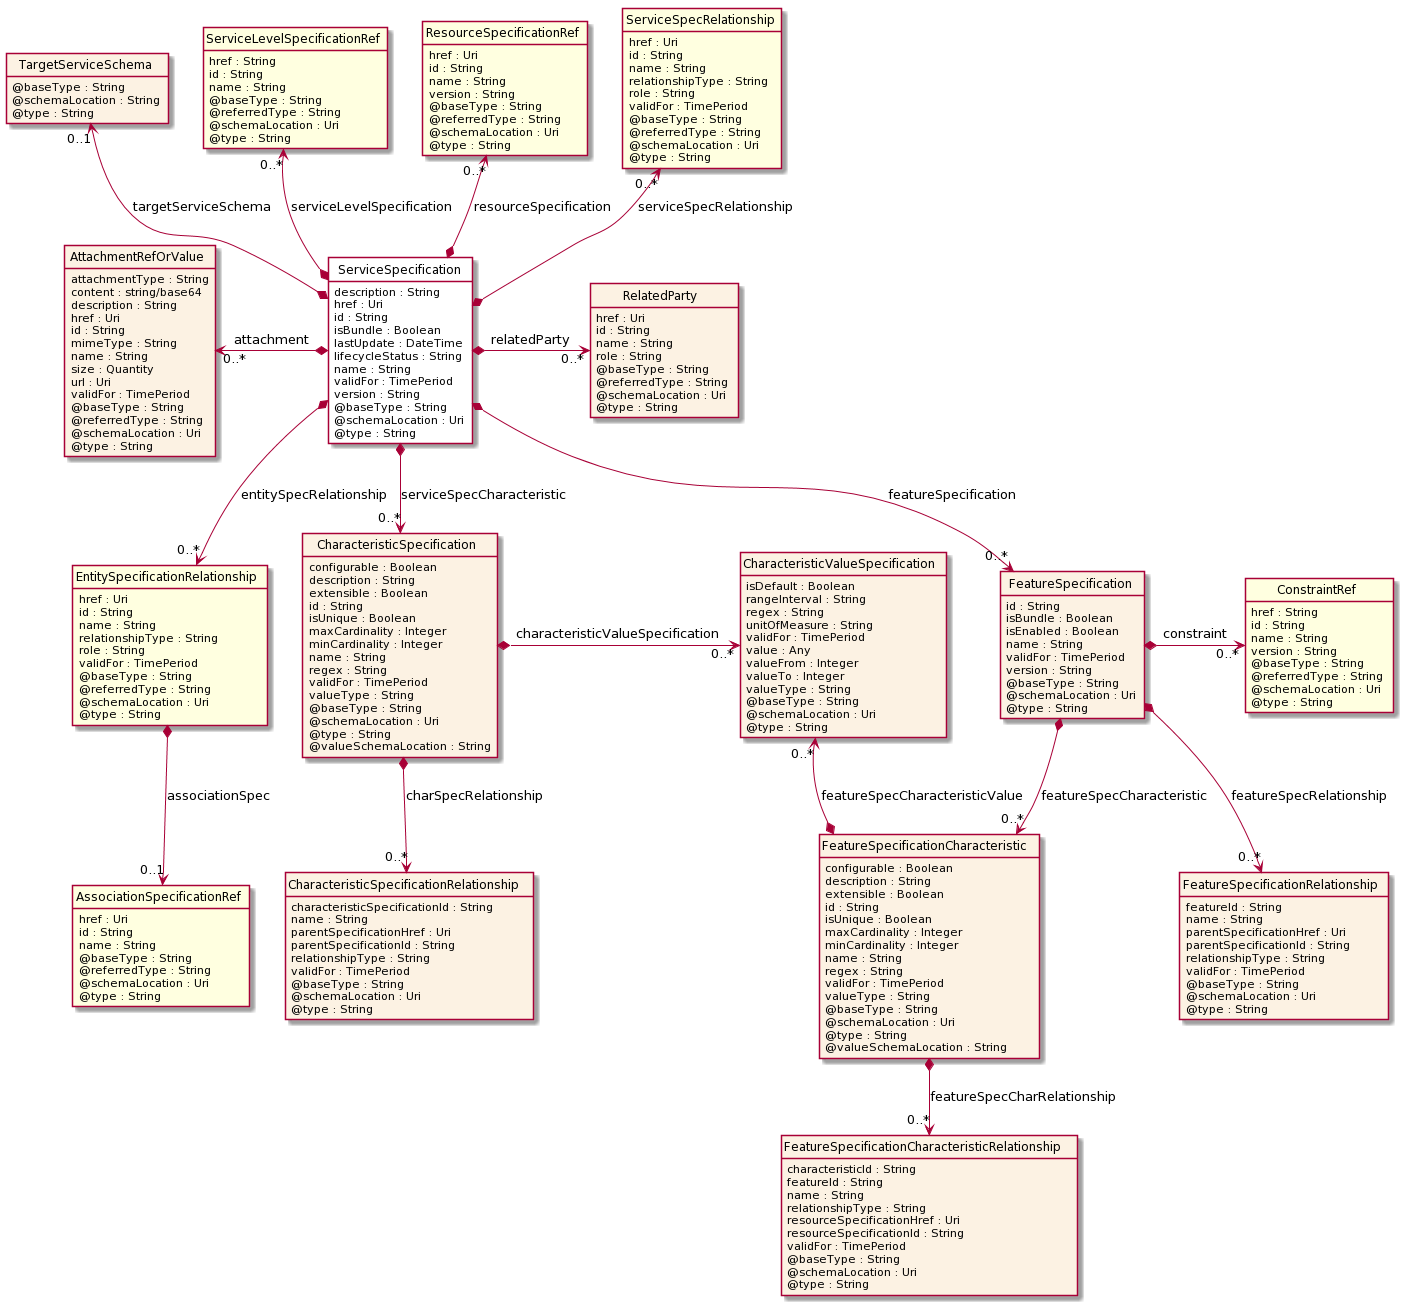 TargetServiceSchema
@baseType : String
@schemaLocation : String
@type : String
ServiceLevelSpecificationRef
href : String
id : String
name : String
@baseType : String
@referredType : String
@schemaLocation : Uri
@type : String
ResourceSpecificationRef
href : Uri
id : String
name : String
version : String
@baseType : String
@referredType : String
@schemaLocation : Uri
@type : String
ServiceSpecRelationship
href : Uri
id : String
name : String
relationshipType : String
role : String
validFor : TimePeriod
@baseType : String
@referredType : String
@schemaLocation : Uri
@type : String
0..1
0..*
0..*
0..*
targetServiceSchema
serviceLevelSpecification
resourceSpecification
serviceSpecRelationship
AttachmentRefOrValue
attachmentType : String
content : string/base64
description : String
href : Uri
id : String
mimeType : String
name : String
size : Quantity
url : Uri
validFor : TimePeriod
@baseType : String
@referredType : String
@schemaLocation : Uri
@type : String
attachment
0..*
ServiceSpecification
description : String
href : Uri
id : String
isBundle : Boolean
lastUpdate : DateTime
lifecycleStatus : String
name : String
validFor : TimePeriod
version : String
@baseType : String
@schemaLocation : Uri
@type : String
relatedParty
0..*
RelatedParty
href : Uri
id : String
name : String
role : String
@baseType : String
@referredType : String
@schemaLocation : Uri
@type : String
entitySpecRelationship
serviceSpecCharacteristic
featureSpecification
0..*
0..*
0..*
EntitySpecificationRelationship
href : Uri
id : String
name : String
relationshipType : String
role : String
validFor : TimePeriod
@baseType : String
@referredType : String
@schemaLocation : Uri
@type : String
CharacteristicSpecification
configurable : Boolean
description : String
extensible : Boolean
id : String
isUnique : Boolean
maxCardinality : Integer
minCardinality : Integer
name : String
regex : String
validFor : TimePeriod
valueType : String
@baseType : String
@schemaLocation : Uri
@type : String
@valueSchemaLocation : String
characteristicValueSpecification
0..*
CharacteristicValueSpecification
isDefault : Boolean
rangeInterval : String
regex : String
unitOfMeasure : String
validFor : TimePeriod
value : Any
valueFrom : Integer
valueTo : Integer
valueType : String
@baseType : String
@schemaLocation : Uri
@type : String
FeatureSpecification
id : String
isBundle : Boolean
isEnabled : Boolean
name : String
validFor : TimePeriod
version : String
@baseType : String
@schemaLocation : Uri
@type : String
constraint
0..*
ConstraintRef
href : String
id : String
name : String
version : String
@baseType : String
@referredType : String
@schemaLocation : Uri
@type : String
0..*
associationSpec
charSpecRelationship
featureSpecCharacteristicValue
featureSpecCharacteristic
featureSpecRelationship
0..1
0..*
0..*
0..*
AssociationSpecificationRef
href : Uri
id : String
name : String
@baseType : String
@referredType : String
@schemaLocation : Uri
@type : String
CharacteristicSpecificationRelationship
characteristicSpecificationId : String
name : String
parentSpecificationHref : Uri
parentSpecificationId : String
relationshipType : String
validFor : TimePeriod
@baseType : String
@schemaLocation : Uri
@type : String
FeatureSpecificationCharacteristic
configurable : Boolean
description : String
extensible : Boolean
id : String
isUnique : Boolean
maxCardinality : Integer
minCardinality : Integer
name : String
regex : String
validFor : TimePeriod
valueType : String
@baseType : String
@schemaLocation : Uri
@type : String
@valueSchemaLocation : String
FeatureSpecificationRelationship
featureId : String
name : String
parentSpecificationHref : Uri
parentSpecificationId : String
relationshipType : String
validFor : TimePeriod
@baseType : String
@schemaLocation : Uri
@type : String
featureSpecCharRelationship
0..*
FeatureSpecificationCharacteristicRelationship
characteristicId : String
featureId : String
name : String
relationshipType : String
resourceSpecificationHref : Uri
resourceSpecificationId : String
validFor : TimePeriod
@baseType : String
@schemaLocation : Uri
@type : String